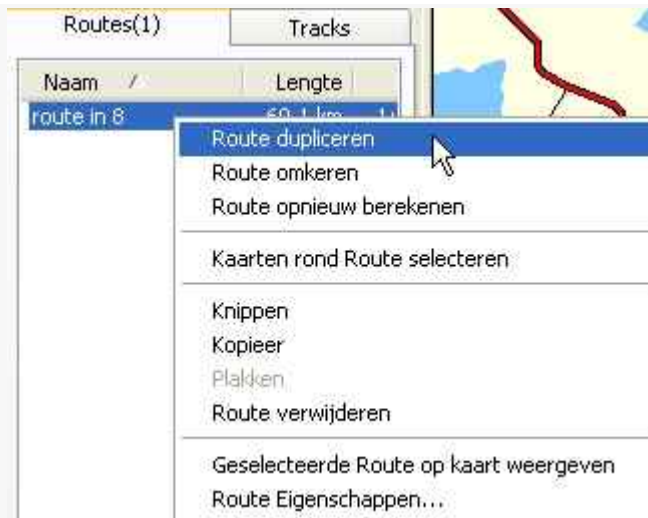 Routes(1) Tracks
Naam / Lengte
route in 8
Route dupliceren
Route omkeren
Route opnieuw berekenen
Kaarten rond Route selecteren
Knippen
Kopieer
Plakken
Route verwijderen
Geselecteerde Route op kaart weergeven
Route Eigenschappen...